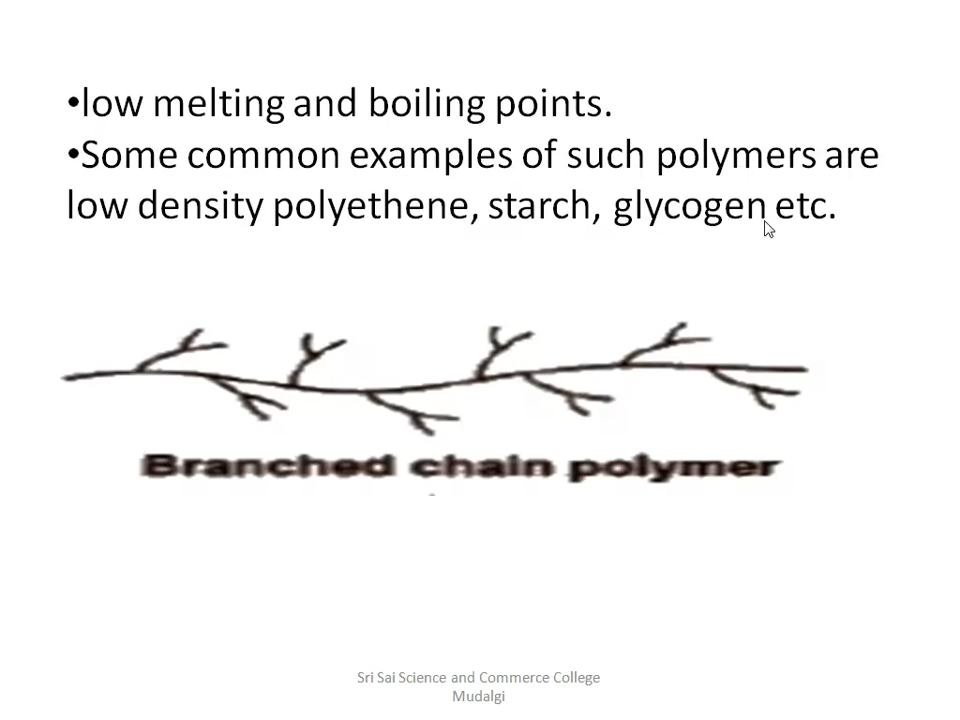 •low melting and boiling points.
•Some common examples of such polymers are
low density polyethene, starch, glycogen etc.
Branched chain polymer
Sri Sai Science and Commerce College
Mudalgi